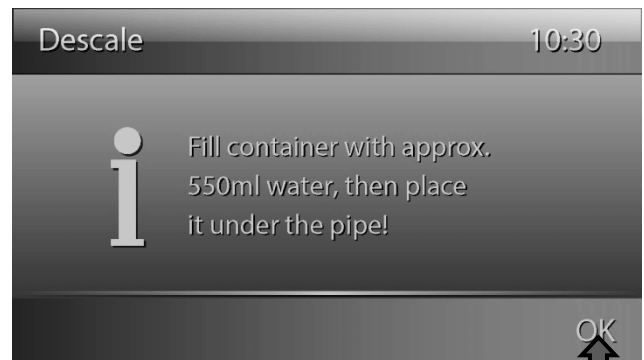 Descale 10:30
Fill container with approx.
550ml water, then place
it under the pipe!
OK